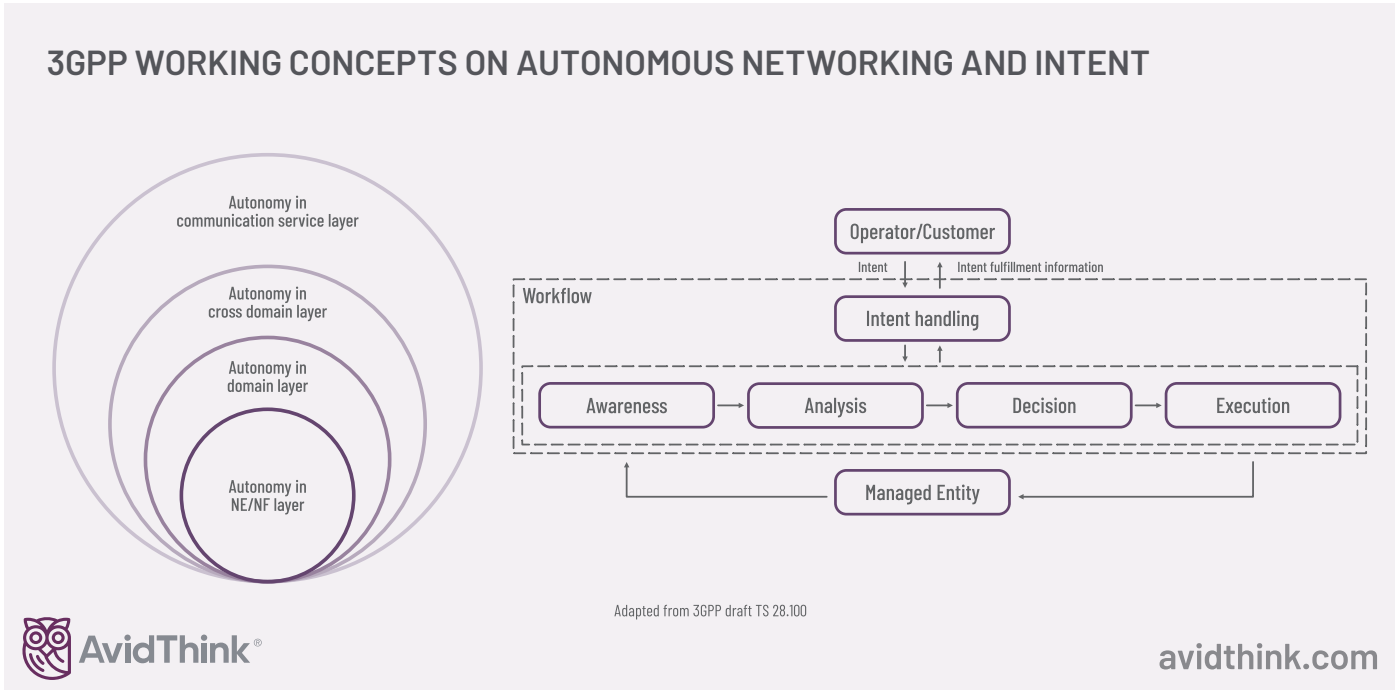 3GPP WORKING CONCEPTS ON AUTONOMOUS NETWORKING AND INTENT
Autonomy in
communication service layer
Autonomy in
cross domain layer
Autonomy in
domain layer
Autonomy in
NE/NF layer
Operator/Customer
Intent
Intent fulfillment information
Workflow
Intent handling
Awareness
Analysis
Decision
Execution
Managed Entity
Adapted from 3GPP draft TS 28.100
AvidThink®
avidthink.com